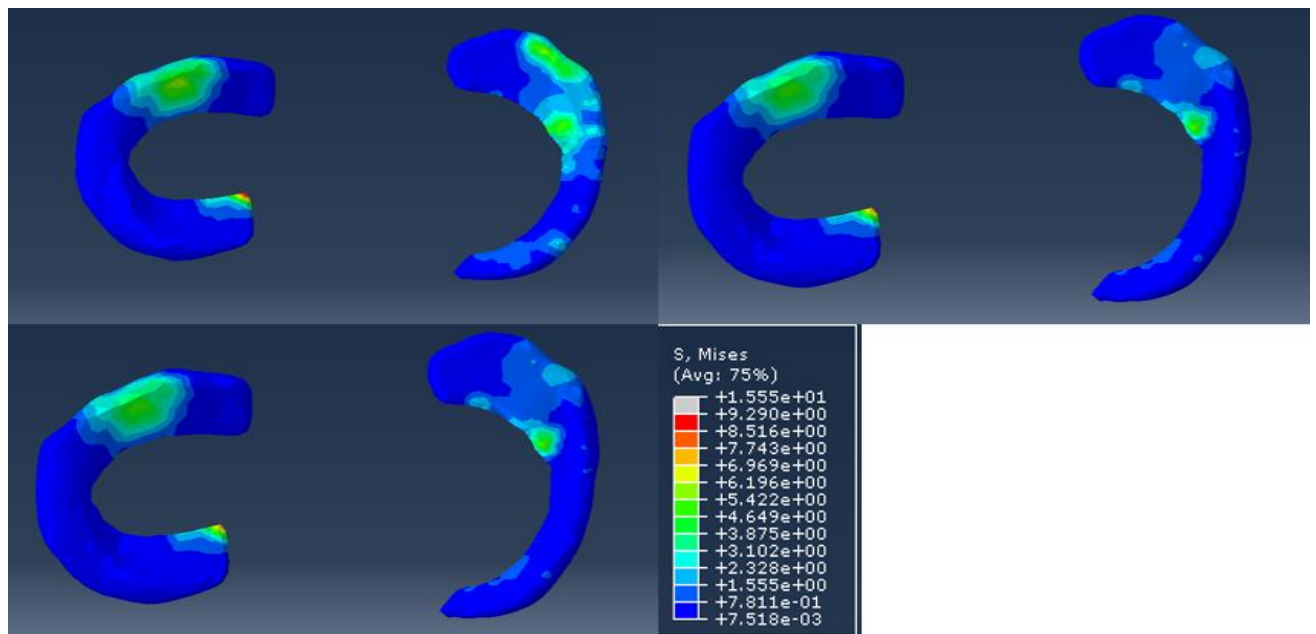 S, Mises
(Avg: 75%)
+1.555e+01
+9.290e+00
+8.516e+00
+7.743e+00
+6.969e+00
+6.196e+00
+5.422e+00
+4.649e+00
+3.875e+00
+3.102e+00
+2.328e+00
+1.555e+00
+7.811e-01
+7.518e-03